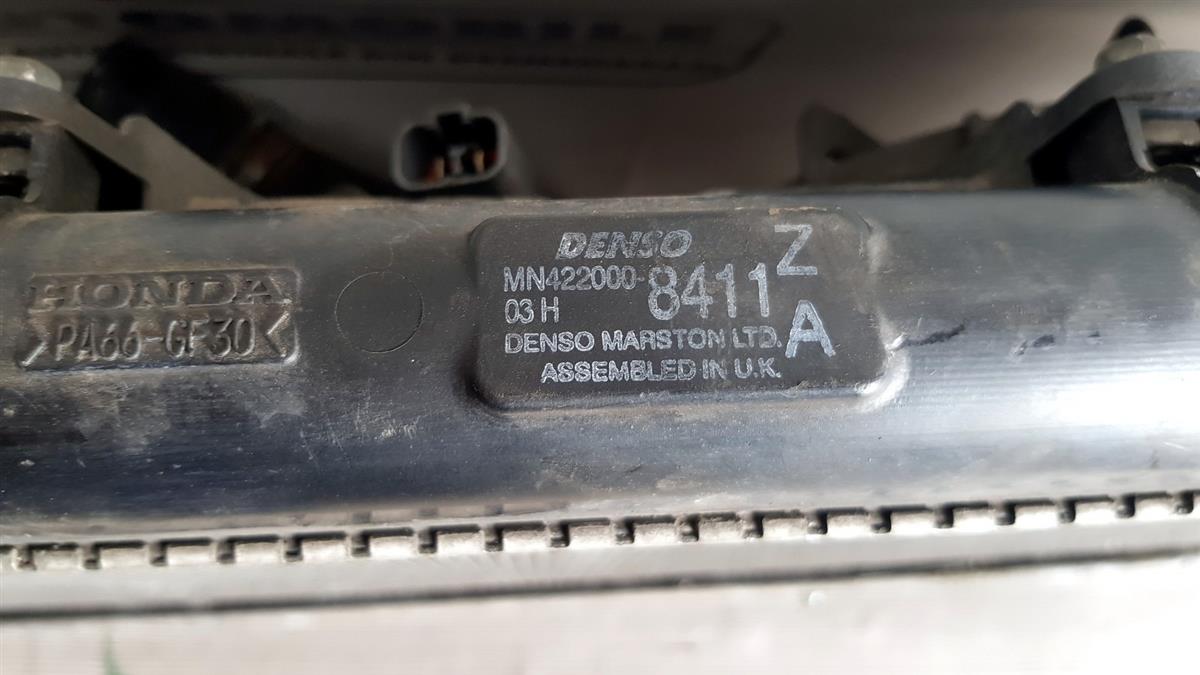 HONDA
>PA66-GF30<
DENSO
MN422000-8411 Z
03 H
A
DENSO MARSTON LTD.
ASSEMBLED IN U.K.